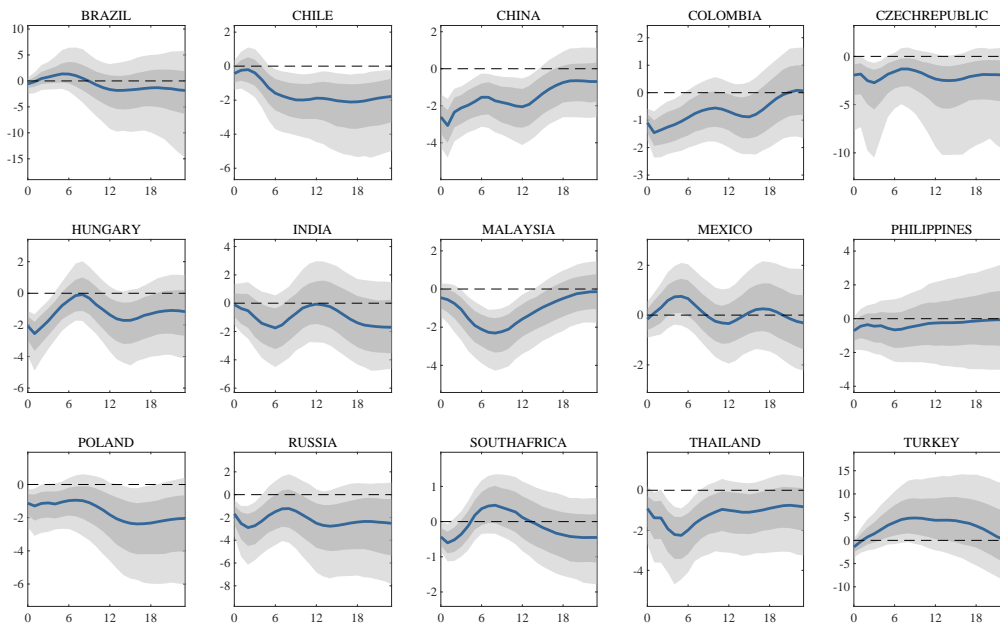 BRAZIL CHILE CHINA COLOMBIA CZECHREPUBLIC
10 5 0 -5 -10 -15
2 0 -2 -4 -6
2 0 -2 -4
2 1 0 -1 -2 -3
0 -5 -10
0 6 12 18 0 6 12 18 0 6 12 18 0 6 12 18 0 6 12 18
HUNGARY INDIA MALAYSIA MEXICO PHILIPPINES
2 0 -2 -4 -6
4 2 0 -2 -4 -6
2 0 -2 -4
2 0 -2
4 2 0 -2 -4
0 6 12 18 0 6 12 18 0 6 12 18 0 6 12 18 0 6 12 18
POLAND RUSSIA SOUTHAFRICA THAILAND TURKEY
0 -2 -4 -6
2 0 -2 -4 -6 -8
2 1 0 -1 -2
0 -2 -4
15 10 5 0 -5 -10
0 6 12 18 0 6 12 18 0 6 12 18 0 6 12 18 0 6 12 18